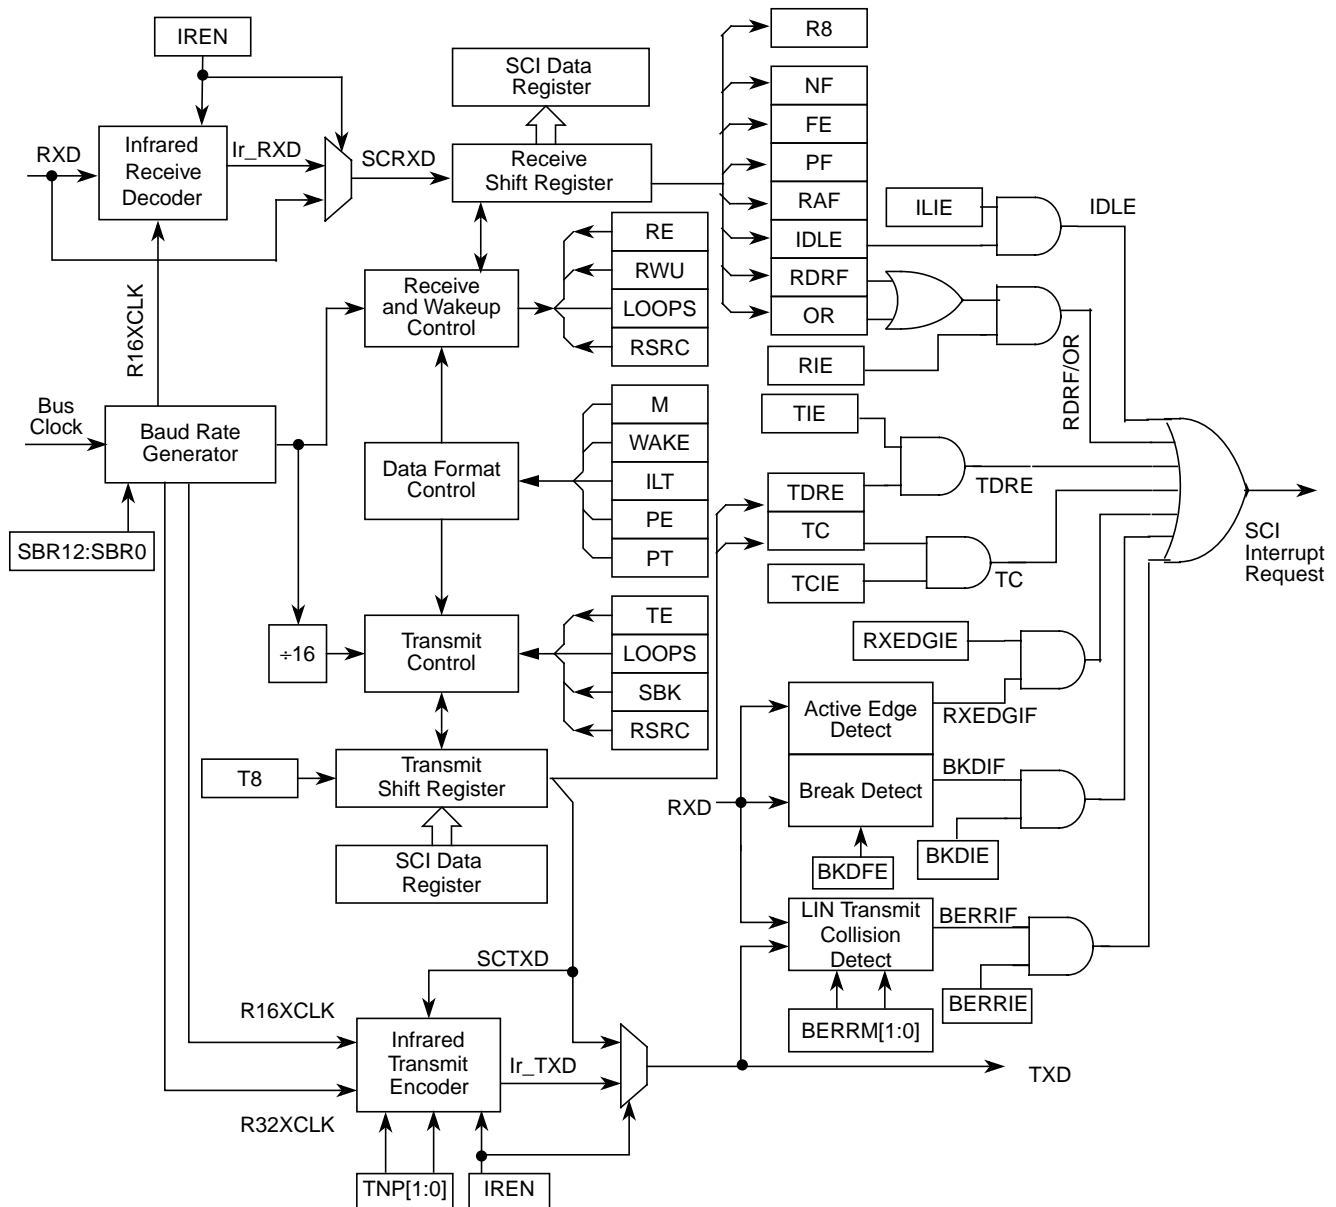 IREN
SCI Data
Register
R8
NF
FE
PF
RAF
IDLE
RDRF
OR
RXD
Infrared
Receive
Decoder
Ir_RXD
SCRXD
Receive
Shift Register
ILIE
IDLE
R16XCLK
Receive
and Wakeup
Control
RE
RWU
LOOPS
RSRC
RIE
RDRF/OR
Bus
Clock
Baud Rate
Generator
SBR12:SBR0
Data Format
Control
M
WAKE
ILT
PE
PT
TIE
TDRE
TC
TCIE
TDRE
TC
SCI
Interrupt
Request
÷16
Transmit
Control
TE
LOOPS
SBK
RSRC
RXEDGIE
Active Edge
Detect
RXEDGIF
T8
Transmit
Shift Register
RXD
Break Detect
BKDIF
BKDIE
BKDFE
SCI Data
Register
LIN Transmit
Collision
Detect
BERRIF
BERRIE
BERRM[1:0]
SCTXD
R16XCLK
Infrared
Transmit
Encoder
Ir_TXD
R32XCLK
TXD
TNP[1:0]
IREN